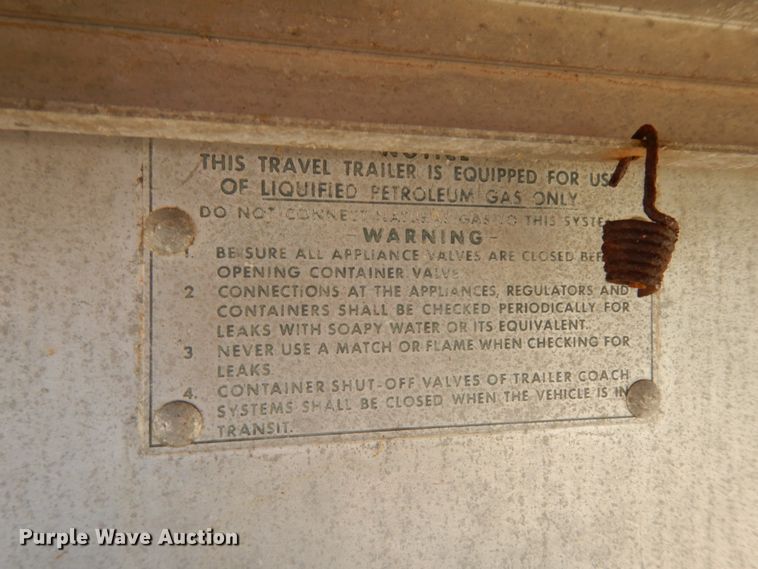 NOTICE
THIS TRAVEL TRAILER IS EQUIPPED FOR US
OF LIQUIFIED PETROLEUM GAS ONLY
DO NOT CONNECT NATURAL GAS TO THIS SYSTEM
- WARNING -
1. BE SURE ALL APPLIANCE VALVES ARE CLOSED BEF
OPENING CONTAINER VALVE
2 CONNECTIONS AT THE APPLIANCES, REGULATORS AND
CONTAINERS SHALL BE CHECKED PERIODICALLY FOR
LEAKS WITH SOAPY WATER OR ITS EQUIVALENT.
3 NEVER USE A MATCH OR FLAME WHEN CHECKING FOR
LEAKS
4. CONTAINER SHUT-OFF VALVES OF TRAILER COACH
SYSTEMS SHALL BE CLOSED WHEN THE VEHICLE IS IN
TRANSIT.
Purple Wave Auction